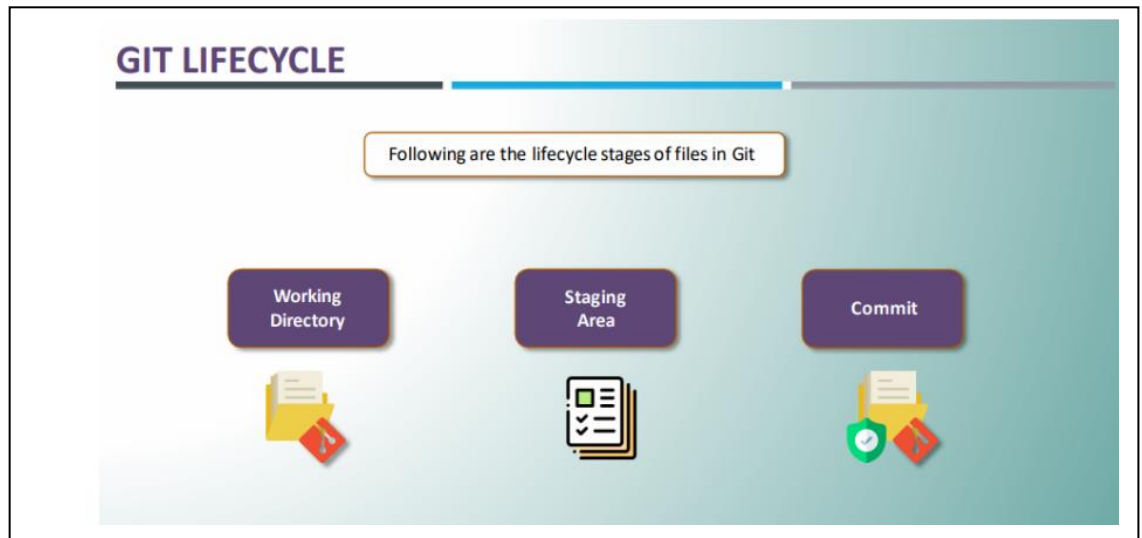 GIT LIFECYCLE
Following are the lifecycle stages of files in Git
Working
Directory
Staging
Area
Commit